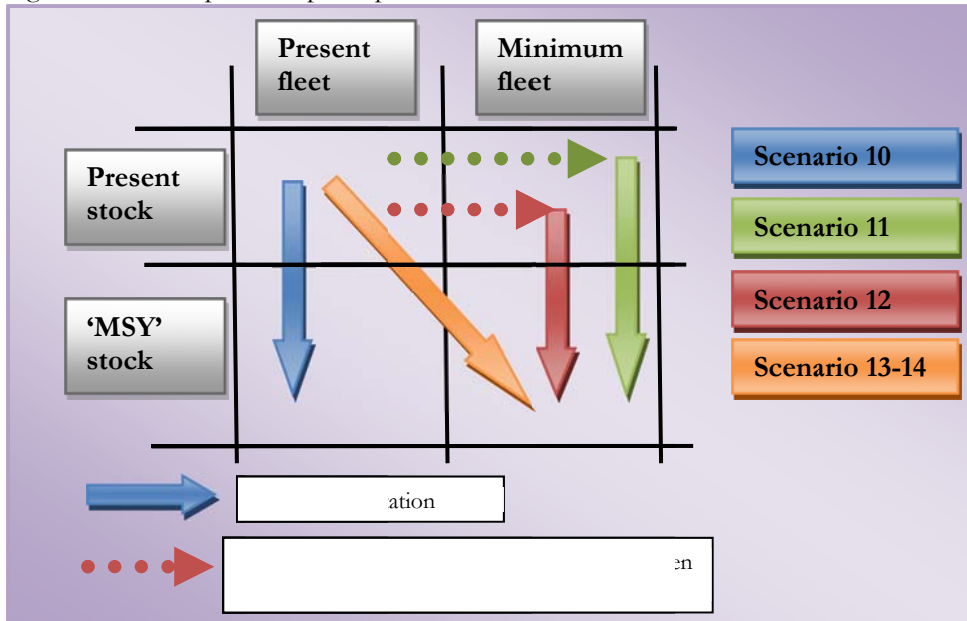 Present
fleet
Minimum
fleet
Present
stock
Scenario 10
Scenario 11
‘MSY’
stock
Scenario 12
Scenario 13-14
ation
en